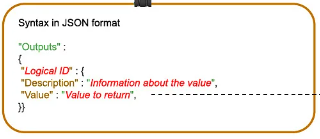 Syntax in JSON format
"Outputs" :
{
"Logical ID" : {
"Description" : "Information about the value",
"Value" : "Value to return",
}}